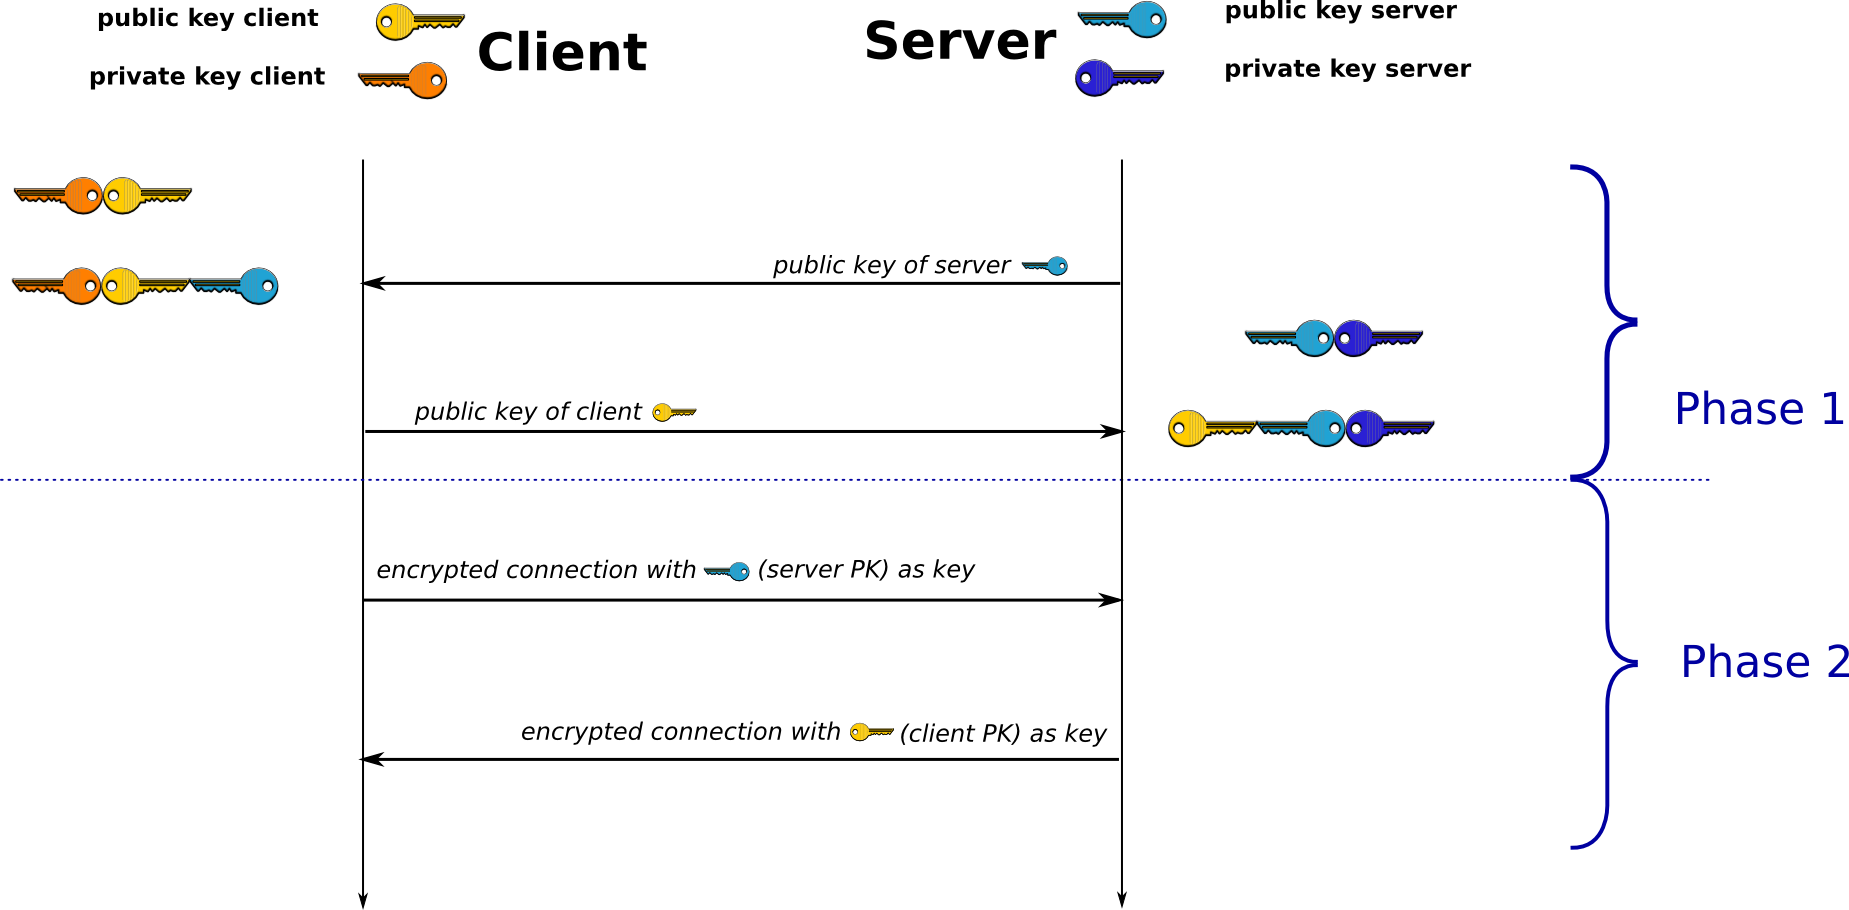 public key client
private key client
Client
Server
public key server
private key server
public key of server
public key of client
Phase 1
encrypted connection with (server PK) as key
Phase 2
encrypted connection with (client PK) as key